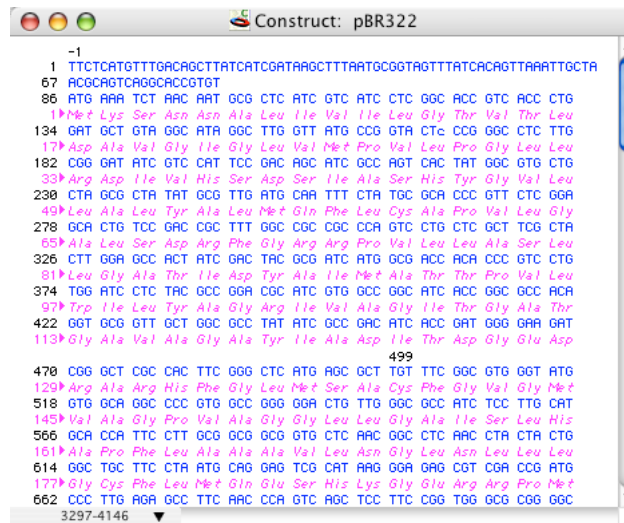 Construct: pBR322
-1
1 TTCTCATGTTTGACAGCTTATCATCGATAAGCTTTAATGCGGTAGTTTATCACAGTTAAATTGCTA
67 ACGCAGTCAGGCACCGTGT
86 ATG AAA TCT AAC AAT GCG CTC ATC GTC ATC CTC GGC ACC GTC ACC CTG
1 Met Lys Ser Asn Asn Ala Leu Ile Val Ile Leu Gly Thr Val Thr Leu
134 GAT GCT GTA GGC ATA GGC TTG GTT ATG CCG GTA CTc CCG GGC CTC TTG
17 Asp Ala Val Gly Ile Gly Leu Val Met Pro Val Leu Pro Gly Leu Leu
182 CGG GAT ATC GTC CAT TCC GAC AGC ATC GCC AGT CAC TAT GGC GTG CTG
33 Arg Asp Ile Val His Ser Asp Ser Ile Ala Ser His Tyr Gly Val Leu
230 CTA GCG CTA TAT GCG TTG ATG CAA TTT CTA TGC GCA CCC GTT CTC GGA
49 Leu Ala Leu Tyr Ala Leu Met Gln Phe Leu Cys Ala Pro Val Leu Gly
278 GCA CTG TCC GAC CGC TTT GGC CGC CGC CCA GTC CTG CTC GCT TCG CTA
65 Ala Leu Ser Asp Arg Phe Gly Arg Arg Pro Val Leu Leu Ala Ser Leu
326 CTT GGA GCC ACT ATC GAC TAC GCG ATC ATG GCG ACC ACA CCC GTC CTG
81 Leu Gly Ala Thr Ile Asp Tyr Ala Ile Met Ala Thr Thr Pro Val Leu
374 TGG ATC CTC TAC GCC GGA CGC ATC GTG GCC GGC ATC ACC GGC GCC ACA
97 Trp Ile Leu Tyr Ala Gly Arg Ile Val Ala Gly Ile Thr Gly Ala Thr
422 GGT GCG GTT GCT GGC GCC TAT ATC GCC GAC ATC ACC GAT GGG GAA GAT
113 Gly Ala Val Ala Gly Ala Tyr Ile Ala Asp Ile Thr Asp Gly Glu Asp
499
470 CGG GCT CGC CAC TTC GGG CTC ATG AGC GCT TGT TTC GGC GTG GGT ATG
129 Arg Ala Arg His Phe Gly Leu Met Ser Ala Cys Phe Gly Val Gly Met
518 GTG GCA GGC CCC GTG GCC GGG GGA CTG TTG GGC GCC ATC TCC TTG CAT
145 Val Ala Gly Pro Val Ala Gly Gly Leu Leu Gly Ala Ile Ser Leu His
566 GCA CCA TTC CTT GCG GCG GCG GTG CTC AAC GGC CTC AAC CTA CTA CTG
161 Ala Pro Phe Leu Ala Ala Ala Val Leu Asn Gly Leu Asn Leu Leu Leu
614 GGC TGC TTC CTA ATG CAG GAG TCG CAT AAG GGA GAG CGT CGA CCG ATG
177 Gly Cys Phe Leu Met Gln Glu Ser His Lys Gly Glu Arg Arg Pro Met
662 CCC TTG AGA GCC TTC AAC CCA GTC AGC TCC TTC CGG TGG GCG CGG GGC
3297-4146